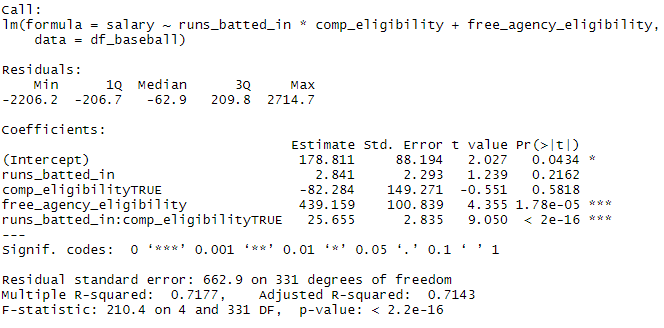 Call:
lm(formula = salary ~ runs_batted_in * comp_eligibility + free_agency_eligibility,
    data = df_baseball)
Residuals:
    Min      1Q  Median      3Q     Max
-2206.2  -206.7   -62.9   209.8  2714.7
Coefficients:
                                    Estimate Std. Error t value Pr(>|t|)
(Intercept)                          178.811     88.194   2.027   0.0434 *
runs_batted_in                         2.841      2.293   1.239   0.2162
comp_eligibilityTRUE                 -82.284    149.271  -0.551   0.5818
free_agency_eligibility              439.159    100.839   4.355 1.78e-05 ***
runs_batted_in:comp_eligibilityTRUE   25.655      2.835   9.050  < 2e-16 ***
---
Signif. codes:  0 ‘***’ 0.001 ‘**’ 0.01 ‘*’ 0.05 ‘.’ 0.1 ‘ ’ 1
Residual standard error: 662.9 on 331 degrees of freedom
Multiple R-squared:  0.7177,    Adjusted R-squared:  0.7143
F-statistic: 210.4 on 4 and 331 DF,  p-value: < 2.2e-16